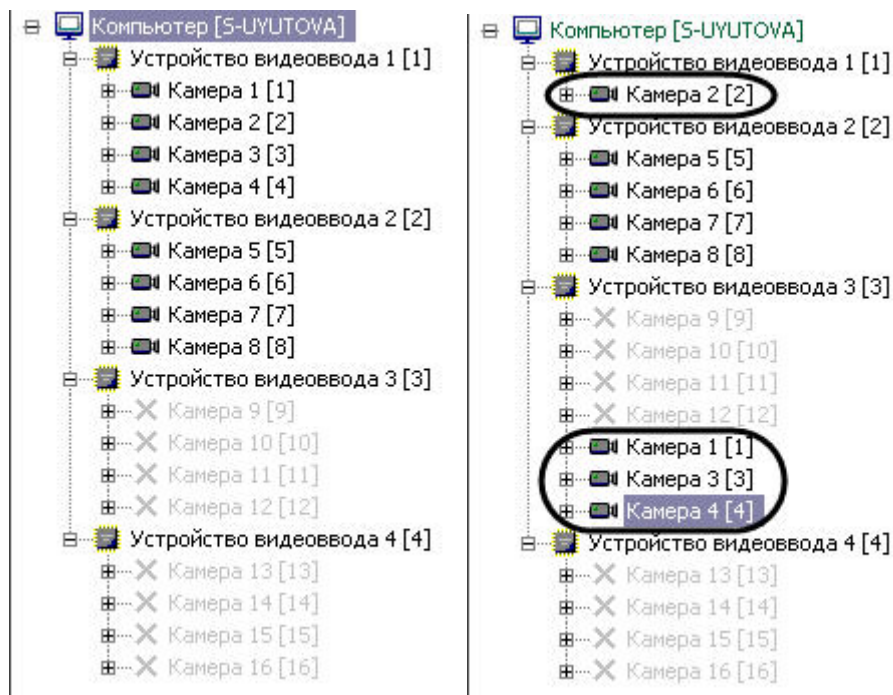 Компьютер [S-UYUTOVA]
Устройство видеоввода 1 [1]
Камера 1 [1]
Камера 2 [2]
Камера 3 [3]
Камера 4 [4]
Устройство видеоввода 2 [2]
Камера 5 [5]
Камера 6 [6]
Камера 7 [7]
Камера 8 [8]
Устройство видеоввода 3 [3]
Камера 9 [9]
Камера 10 [10]
Камера 11 [11]
Камера 12 [12]
Устройство видеоввода 4 [4]
Камера 13 [13]
Камера 14 [14]
Камера 15 [15]
Камера 16 [16]
Компьютер [S-UYUTOVA]
Устройство видеоввода 1 [1]
Камера 2 [2]
Устройство видеоввода 2 [2]
Камера 5 [5]
Камера 6 [6]
Камера 7 [7]
Камера 8 [8]
Устройство видеоввода 3 [3]
Камера 9 [9]
Камера 10 [10]
Камера 11 [11]
Камера 12 [12]
Камера 1 [1]
Камера 3 [3]
Камера 4 [4]
Устройство видеоввода 4 [4]
Камера 13 [13]
Камера 14 [14]
Камера 15 [15]
Камера 16 [16]